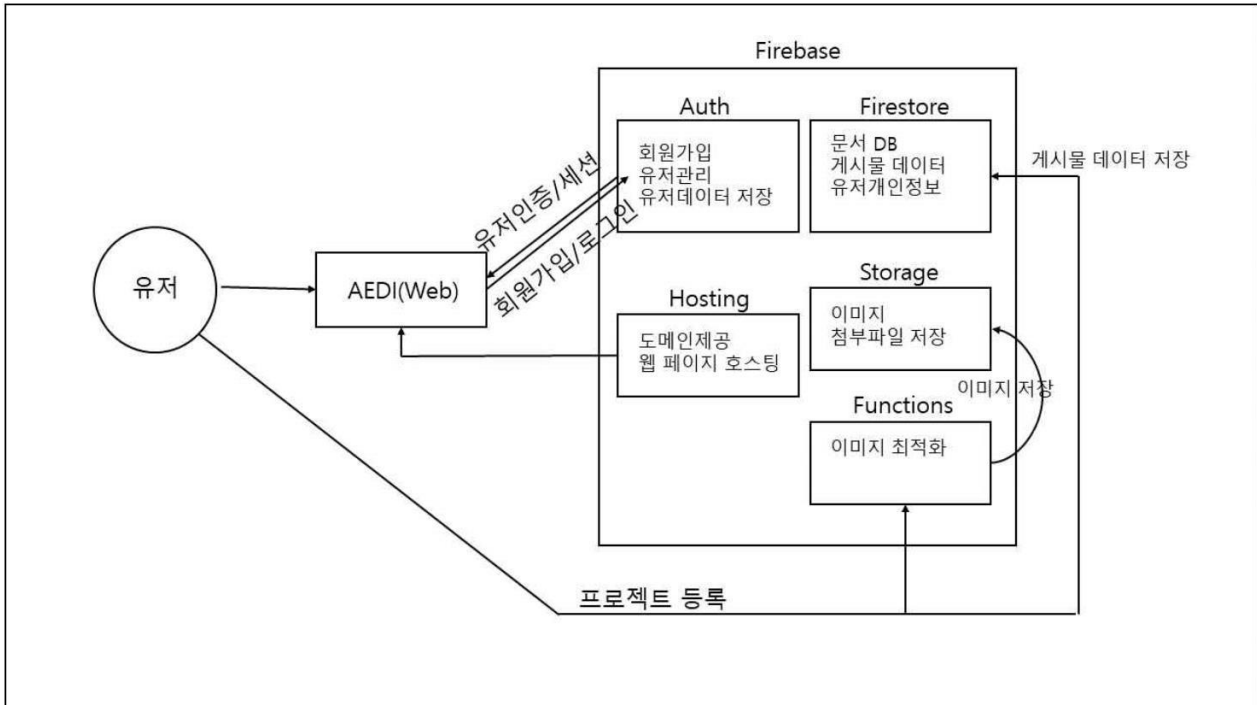 Firebase
Auth
회원가입
유저관리
유저데이터 저장
Firestore
문서 DB
게시물 데이터
유저개인정보
게시물 데이터 저장
유저인증/세션
회원가입/로그인
유저
AEDI(Web)
Hosting
도메인제공
웹 페이지 호스팅
Storage
이미지
첨부파일 저장
이미지 저장
Functions
이미지 최적화
프로젝트 등록